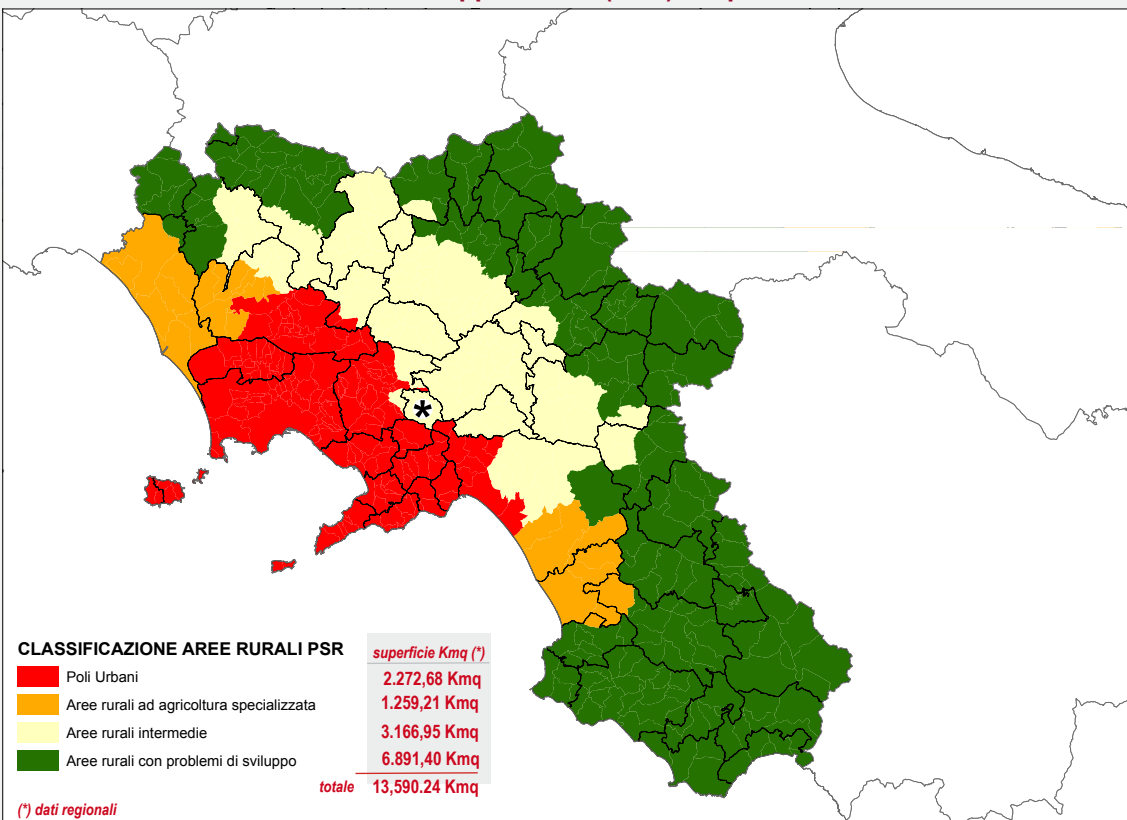 CLASSIFICAZIONE AREE RURALI PSR
superficie Kmq (*)
Poli Urbani 2.272,68 Kmq
Aree rurali ad agricoltura specializzata 1.259,21 Kmq
Aree rurali intermedie 3.166,95 Kmq
Aree rurali con problemi di sviluppo 6.891,40 Kmq
totale 13,590.24 Kmq
(*) dati regionali
*